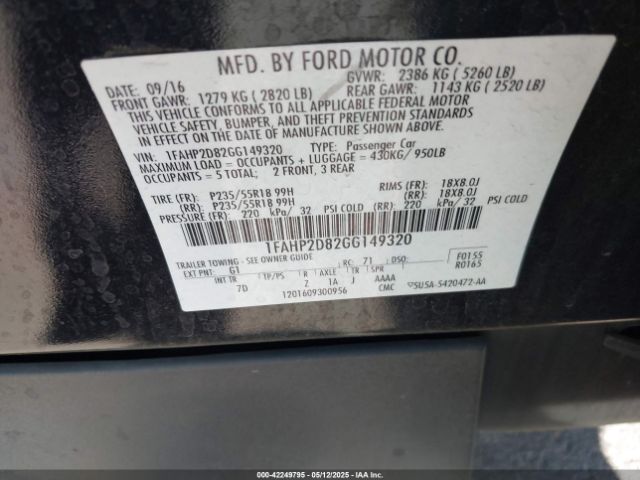 MFD. BY FORD MOTOR CO.
DATE: 09/16 GVWR: 2386 KG ( 5260 LB)
FRONT GAWR: 1279 KG ( 2820 LB) REAR GAWR: 1143 KG ( 2520 LB)
THIS VEHICLE CONFORMS TO ALL APPLICABLE FEDERAL MOTOR
VEHICLE SAFETY, BUMPER, AND THEFT PREVENTION STANDARDS
IN EFFECT ON THE DATE OF MANUFACTURE SHOWN ABOVE.
VIN: 1FAHP2D82GG149320 TYPE: Passenger Car
MAXIMUM LOAD = OCCUPANTS + LUGGAGE = 430KG/ 950LB
OCCUPANTS = 5 TOTAL; 2 FRONT, 3 REAR
TIRE (FR): P235/55R18 99H RIMS (FR): 18X8.0J
(RR): P235/55R18 99H (RR): 18X8.0J
PRESSURE (FR): 220 kPa/ 32 PSI COLD (RR): 220 kPa/ 32 PSI COLD
1FAHP2D82GG149320
TRAILER TOWING - SEE OWNER GUIDE RC: 71 DSO: F0155
EXT PNT: G1 R0165
INT TR TP/PS R AXLE TR SPR
7D Z 1A J AAAA
1201609300956 CMC 5U5A-5420472-AA
000-42249795 - 05/12/2025 - IAAI.COM